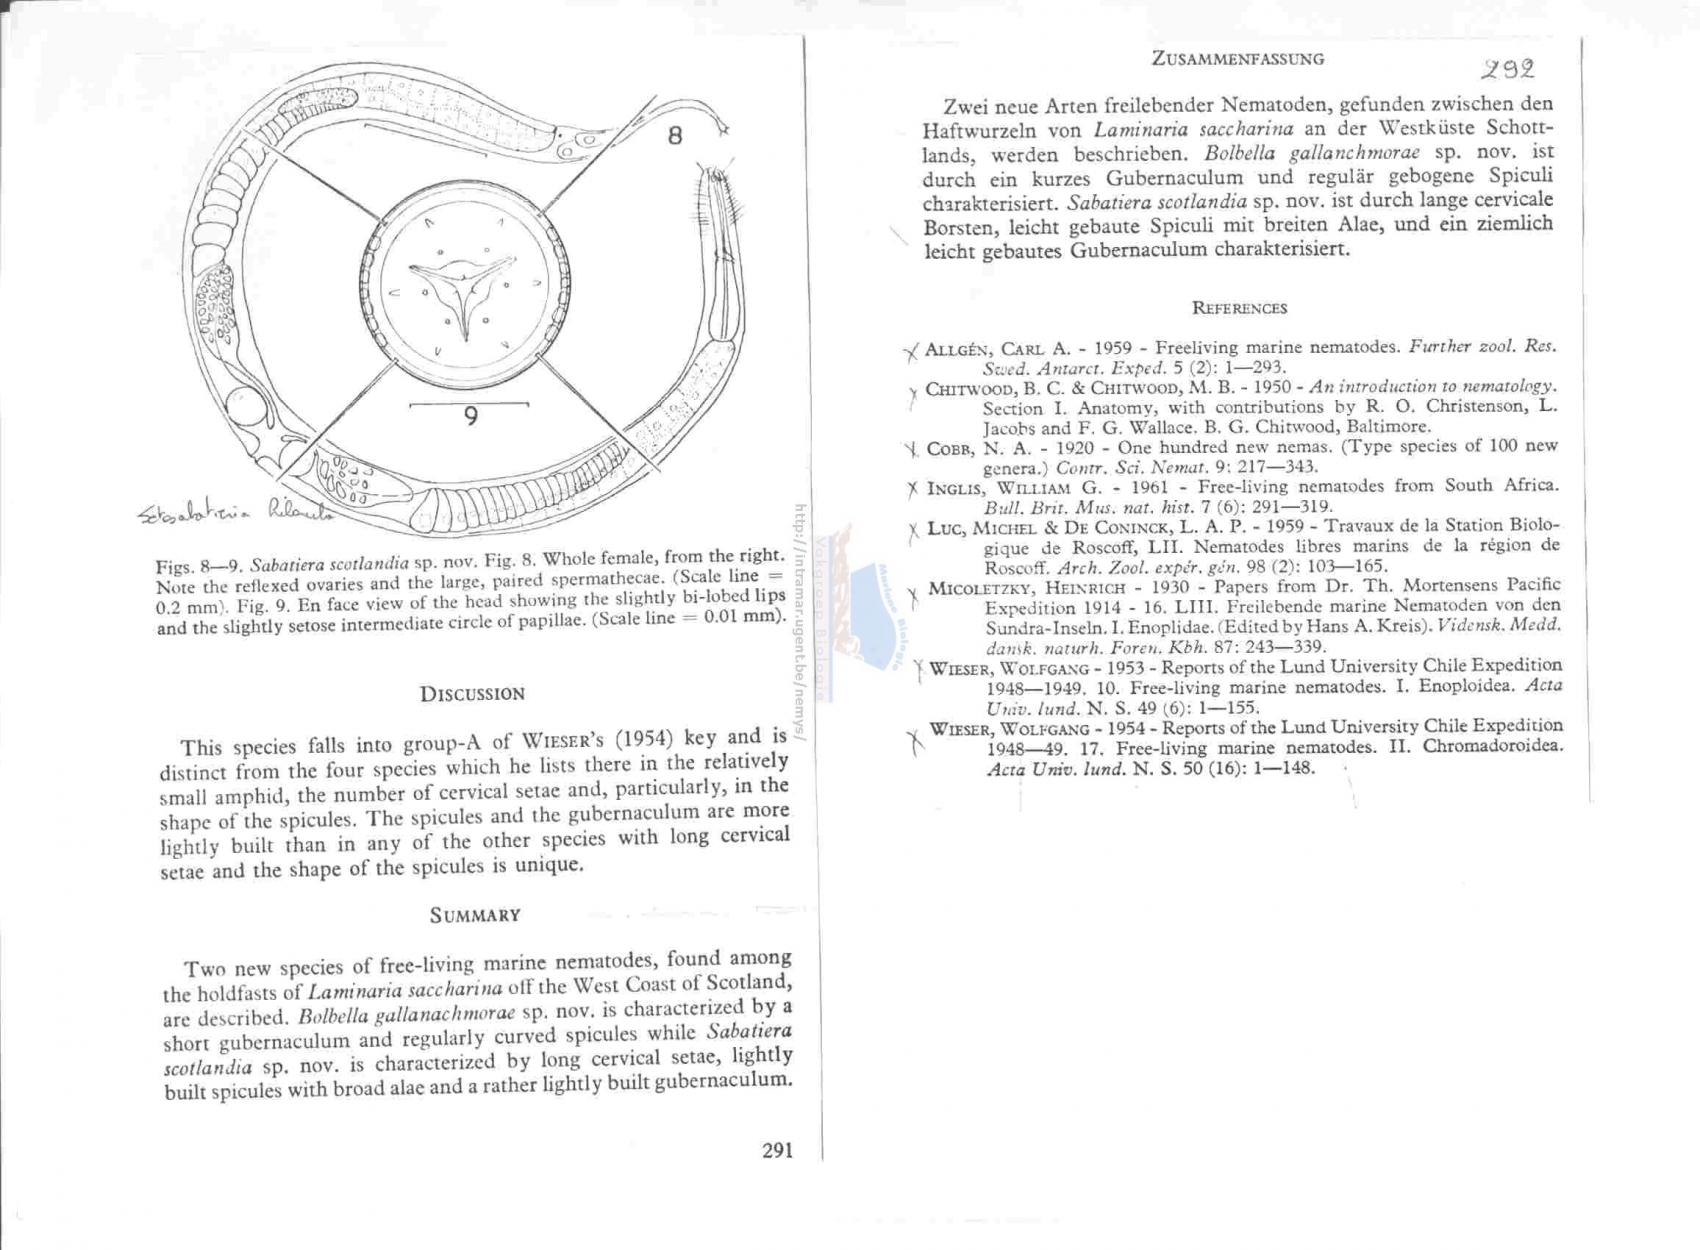 8
9
Setosabatieria
Figs. 8—9. Sabatiera scotlandia sp. nov. Fig. 8. Whole female, from the right.
Note the reflexed ovaries and the large, paired spermathecae. (Scale line =
0.2 mm). Fig. 9. En face view of the head showing the slightly bi-lobed lips
and the slightly setose intermediate circle of papillae. (Scale line = 0.01 mm).
DISCUSSION
This species falls into group-A of WIESER's (1954) key and is
distinct from the four species which he lists there in the relatively
small amphid, the number of cervical setae and, particularly, in the
shape of the spicules. The spicules and the gubernaculum are more
lightly built than in any of the other species with long cervical
setae and the shape of the spicules is unique.
SUMMARY
Two new species of free-living marine nematodes, found among
the holdfasts of Laminaria saccharina off the West Coast of Scotland,
are described. Bolbella gallanachmorae sp. nov. is characterized by a
short gubernaculum and regularly curved spicules while Sabatiera
scotlandia sp. nov. is characterized by long cervical setae, lightly
built spicules with broad alae and a rather lightly built gubernaculum.
291
http://intramar.ugent.be/nemys/
Vakgroep Biologie
Mariene Biologie
ZUSAMMENFASSUNG
292
Zwei neue Arten freilebender Nematoden, gefunden zwischen den
Haftwurzeln von Laminaria saccharina an der Westküste Schott-
lands, werden beschrieben. Bolbella gallanchmorae sp. nov. ist
durch ein kurzes Gubernaculum und regulär gebogene Spiculi
charakterisiert. Sabatiera scotlandia sp. nov. ist durch lange cervicale
Borsten, leicht gebaute Spiculi mit breiten Alae, und ein ziemlich
leicht gebautes Gubernaculum charakterisiert.
REFERENCES
ALLGÉN, CARL A. - 1959 - Freeliving marine nematodes. Further zool. Res.
Swed. Antarct. Exped. 5 (2): 1—293.
CHITWOOD, B. C. & CHITWOOD, M. B. - 1950 - An introduction to nematology.
Section I. Anatomy, with contributions by R. O. Christenson, L.
Jacobs and F. G. Wallace. B. G. Chitwood, Baltimore.
COBB, N. A. - 1920 - One hundred new nemas. (Type species of 100 new
genera.) Contr. Sci. Nemat. 9: 217—343.
INGLIS, WILLIAM G. - 1961 - Free-living nematodes from South Africa.
Bull. Brit. Mus. nat. hist. 7 (6): 291—319.
LUC, MICHEL & DE CONINCK, L. A. P. - 1959 - Travaux de la Station Biolo-
gique de Roscoff, LII. Nematodes libres marins de la région de
Roscoff. Arch. Zool. expér. gén. 98 (2): 103—165.
MICOLETZKY, HEINRICH - 1930 - Papers from Dr. Th. Mortensens Pacific
Expedition 1914 - 16. LIII. Freilebende marine Nematoden von den
Sundra-Inseln. I. Enoplidae. (Edited by Hans A. Kreis). Vidensk. Medd.
dansk. naturh. Foren. Kbh. 87: 243—339.
WIESER, WOLFGANG - 1953 - Reports of the Lund University Chile Expedition
1948—1949. 10. Free-living marine nematodes. I. Enoploidea. Acta
Univ. lund. N. S. 49 (6): 1—155.
WIESER, WOLFGANG - 1954 - Reports of the Lund University Chile Expedition
1948—49. 17. Free-living marine nematodes. II. Chromadoroidea.
Acta Univ. lund. N. S. 50 (16): 1—148.